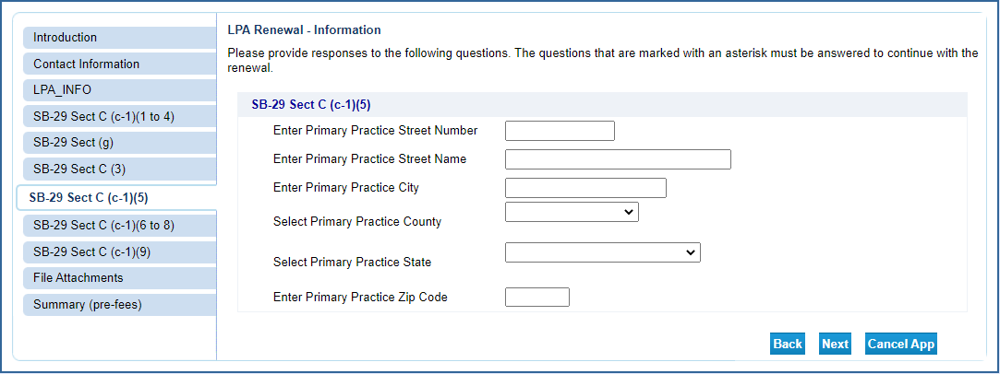 Introduction
Contact Information
LPA_INFO
SB-29 Sect C (c-1)(1 to 4)
SB-29 Sect (g)
SB-29 Sect C (3)
SB-29 Sect C (c-1)(5)
SB-29 Sect C (c-1)(6 to 8)
SB-29 Sect C (c-1)(9)
File Attachments
Summary (pre-fees)
LPA Renewal - Information
Please provide responses to the following questions. The questions that are marked with an asterisk must be answered to continue with the
renewal.
SB-29 Sect C (c-1)(5)
Enter Primary Practice Street Number
Enter Primary Practice Street Name
Enter Primary Practice City
Select Primary Practice County
Select Primary Practice State
Enter Primary Practice Zip Code
Back Next Cancel App